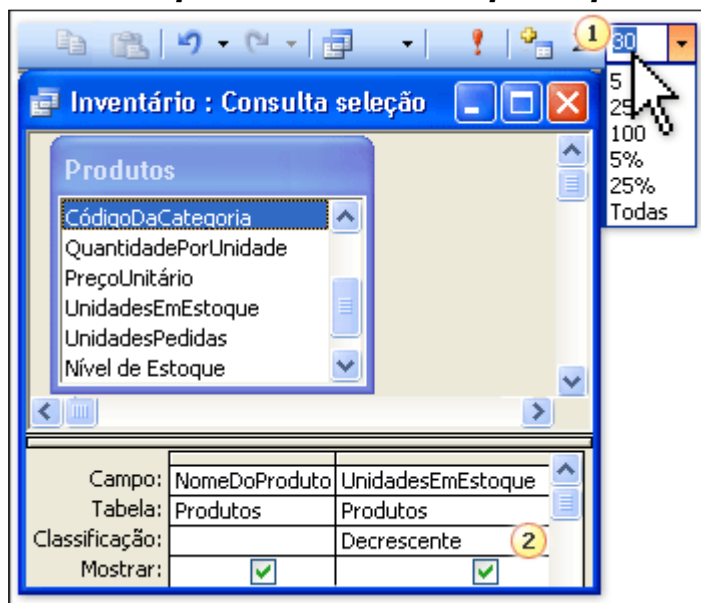 1
30
5
25
100
5%
25%
Todas
Inventário : Consulta seleção
Produtos
CódigoDaCategoria
QuantidadePorUnidade
PreçoUnitário
UnidadesEmEstoque
UnidadesPedidas
Nível de Estoque
Campo: NomeDoProduto UnidadesEmEstoque
Tabela: Produtos Produtos
Classificação: Decrescente 2
Mostrar: